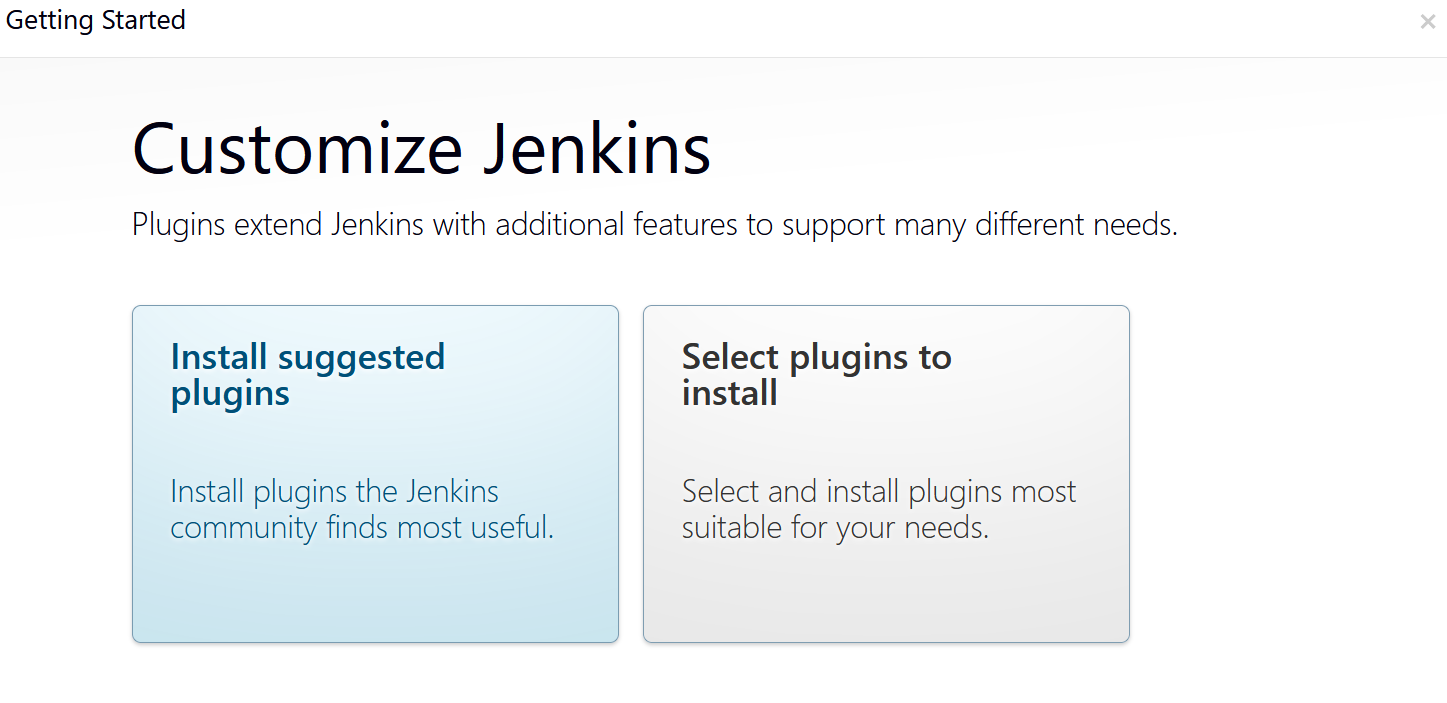 Getting Started
×
Customize Jenkins
Plugins extend Jenkins with additional features to support many different needs.
Install suggested
plugins
Install plugins the Jenkins
community finds most useful.
Select plugins to
install
Select and install plugins most
suitable for your needs.